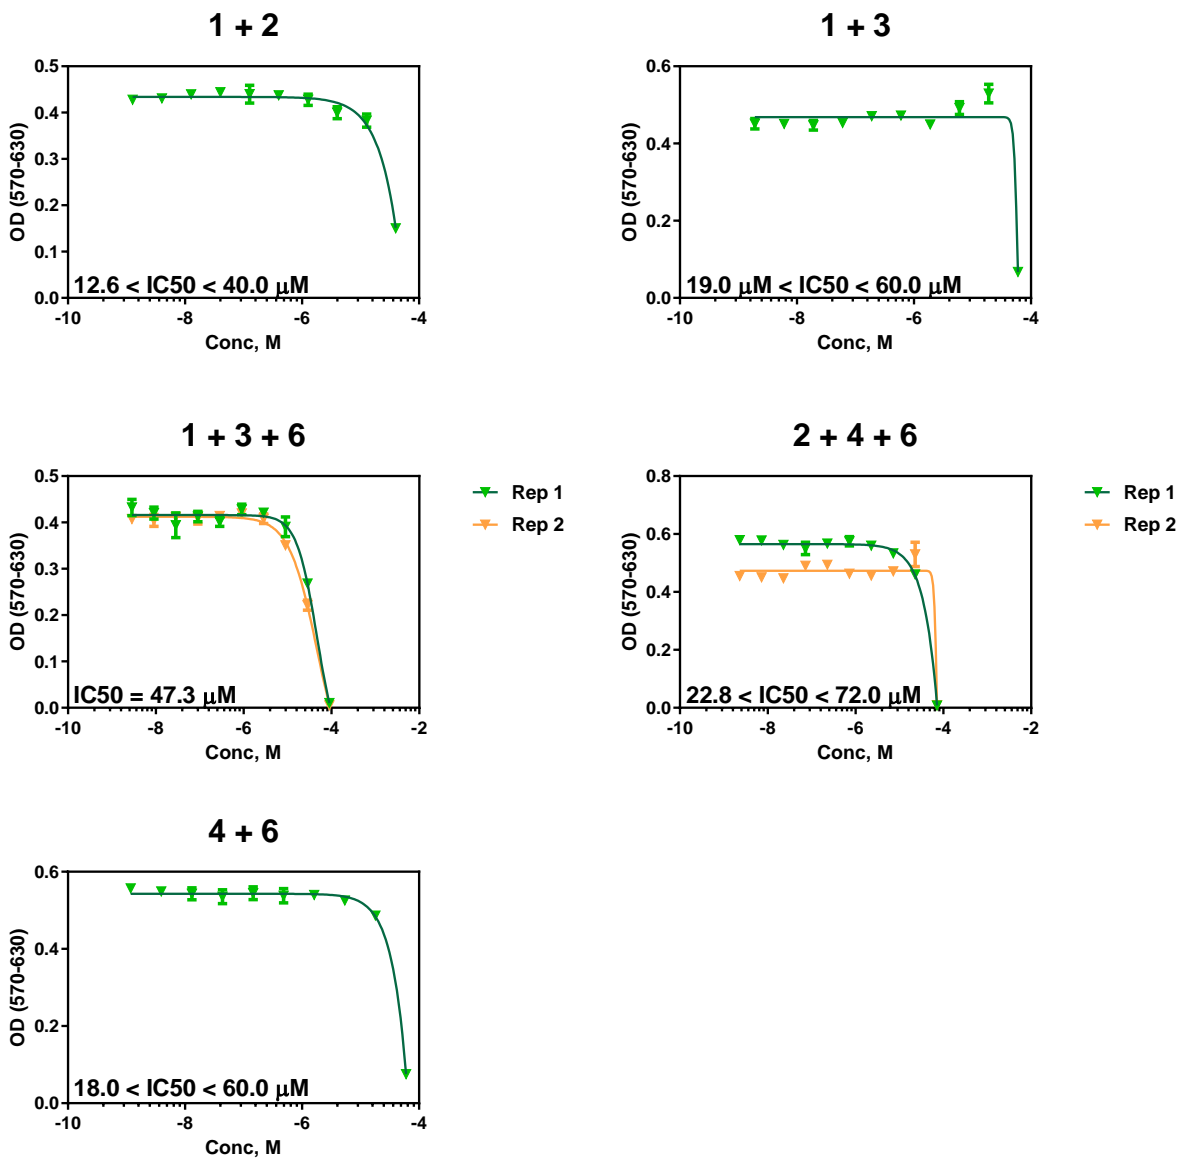 1 + 2
0.5
0.4
0.3
0.2
0.1
0.0
OD (570-630)
12.6 < IC50 < 40.0 μM
-10
-8
-6
-4
Conc, M
1 + 3
0.6
0.4
0.2
0.0
OD (570-630)
19.0 μM < IC50 < 60.0 μM
-10
-8
-6
-4
Conc, M
1 + 3 + 6
0.5
0.4
0.3
0.2
0.1
0.0
OD (570-630)
IC50 = 47.3 μM
-10
-8
-6
-4
-2
Conc, M
Rep 1
Rep 2
2 + 4 + 6
0.8
0.6
0.4
0.2
0.0
OD (570-630)
22.8 < IC50 < 72.0 μM
-10
-8
-6
-4
-2
Conc, M
Rep 1
Rep 2
4 + 6
0.6
0.4
0.2
0.0
OD (570-630)
18.0 < IC50 < 60.0 μM
-10
-8
-6
-4
Conc, M